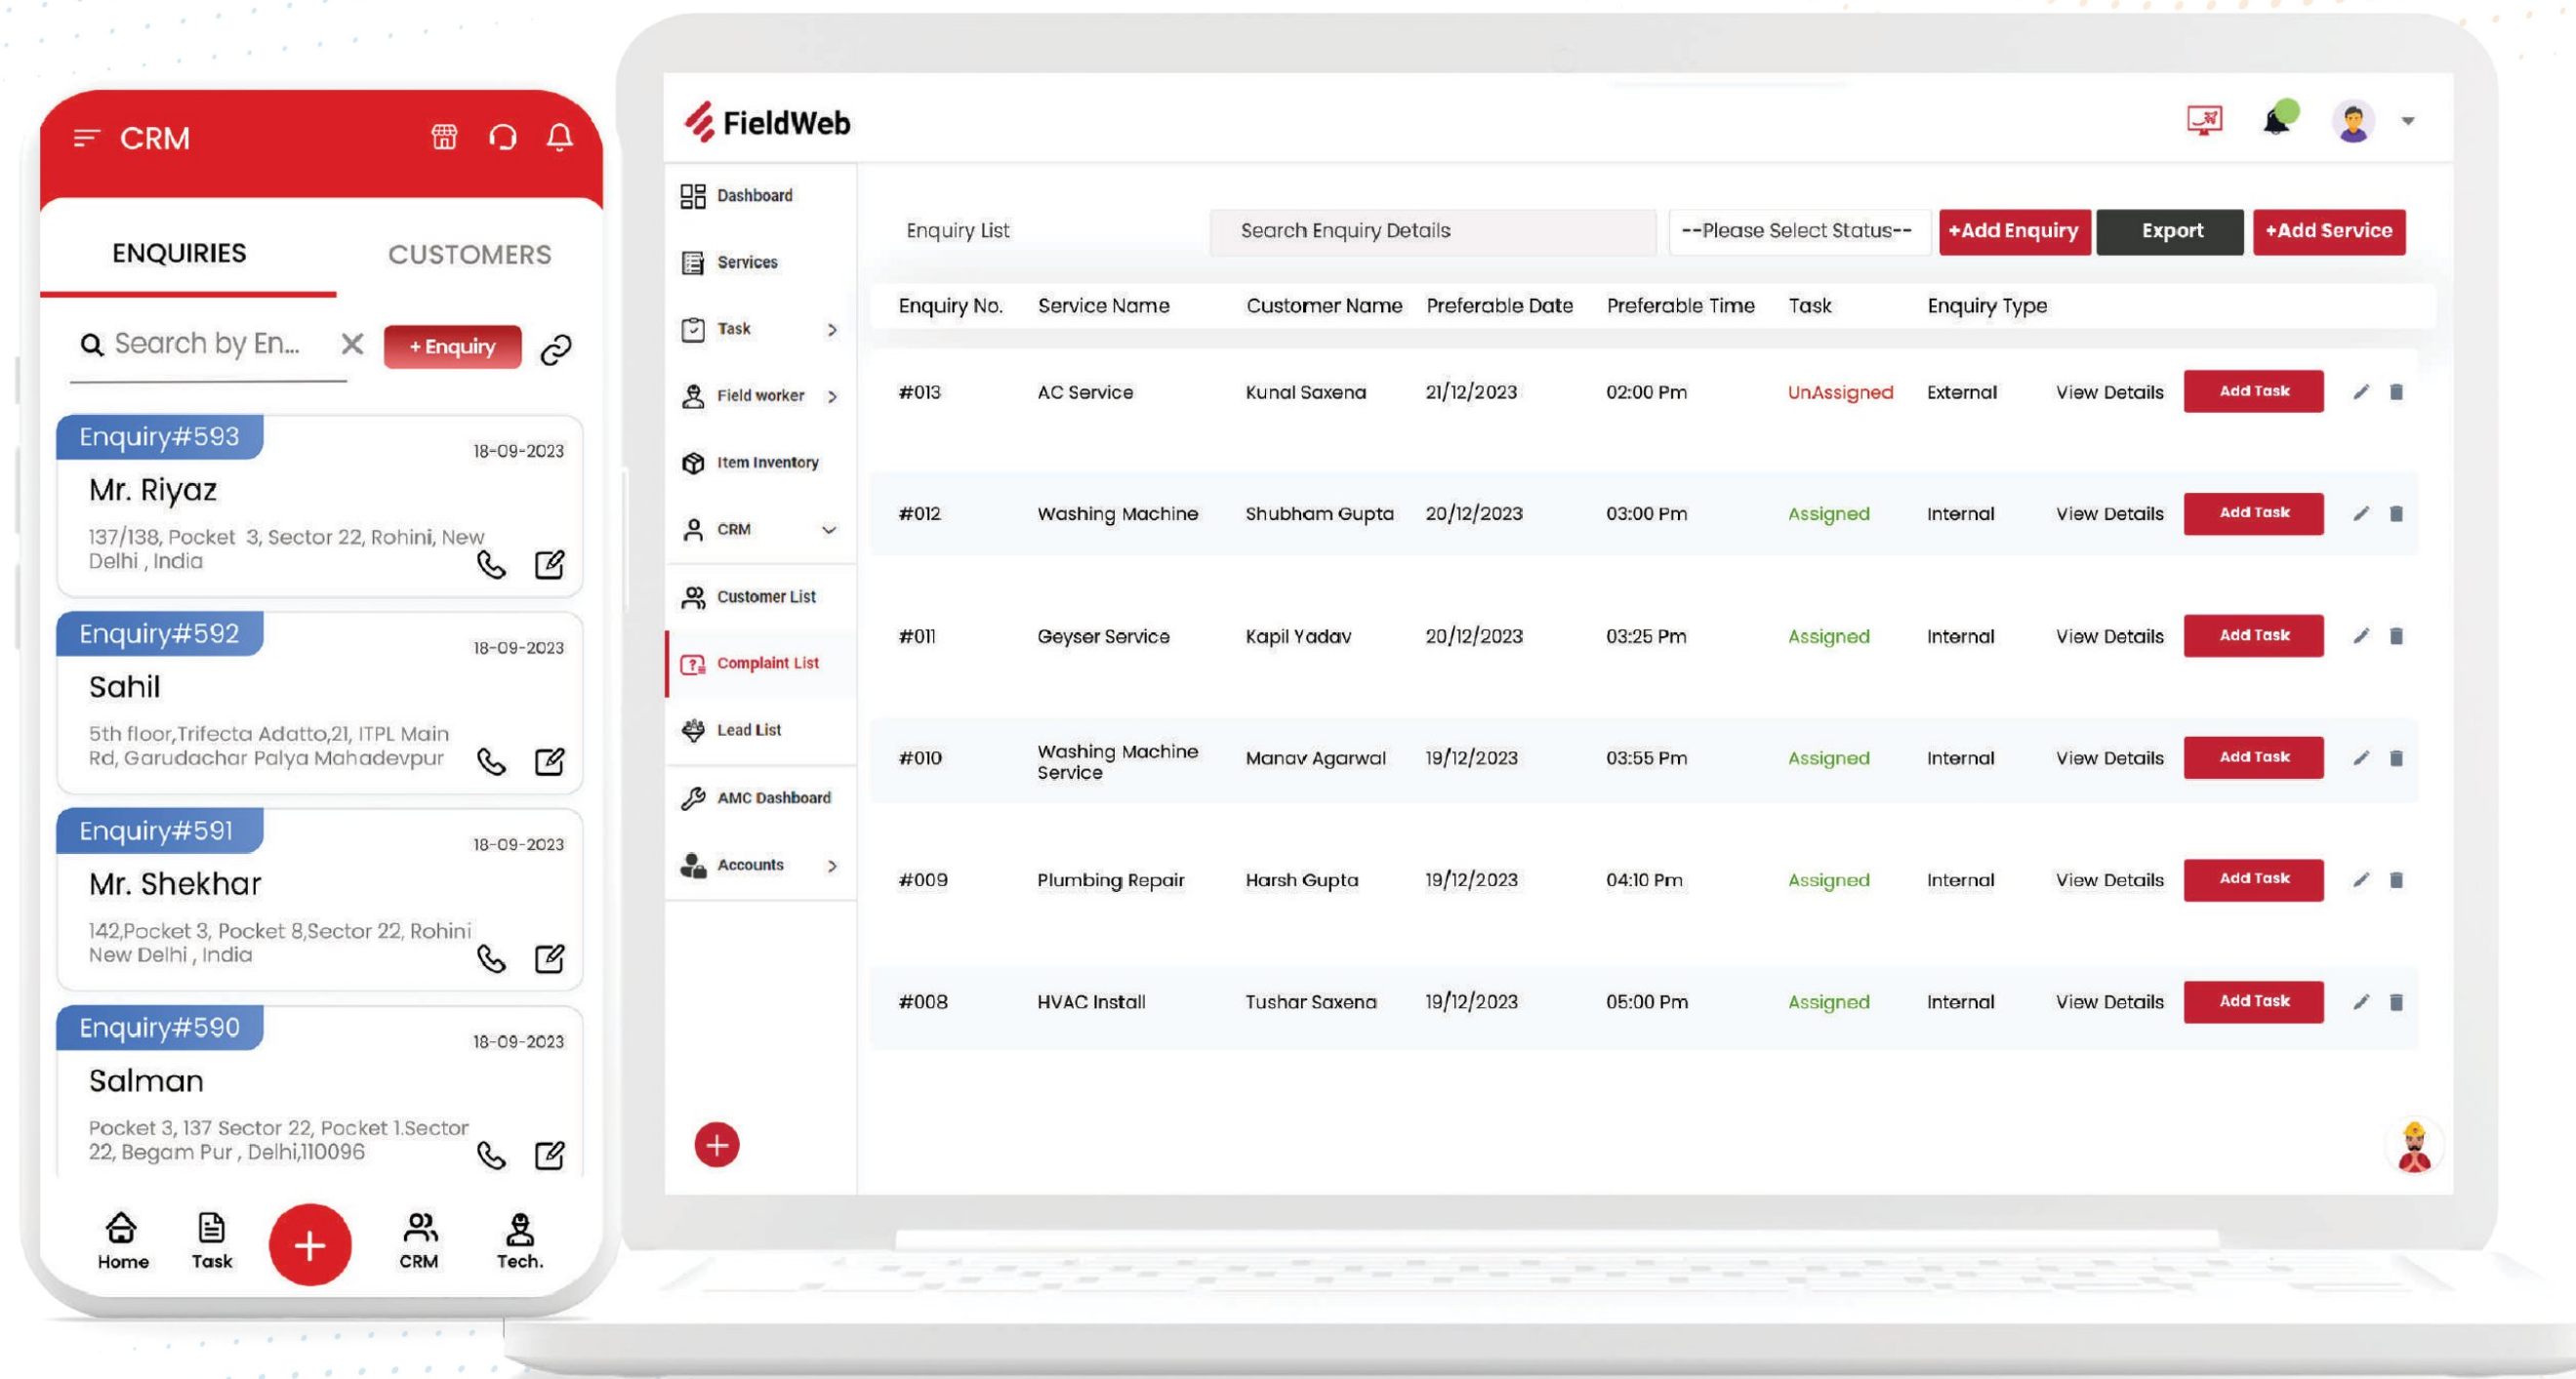 CRM
ENQUIRIES CUSTOMERS
Search by En... + Enquiry
Enquiry#593
18-09-2023
Mr. Riyaz
137/138, Pocket 3, Sector 22, Rohini, New
Delhi , India
Enquiry#592
18-09-2023
Sahil
5th floor,Trifecta Adatto,21, ITPL Main
Rd, Garudachar Palya Mahadevpur
Enquiry#591
18-09-2023
Mr. Shekhar
142,Pocket 3, Pocket 8,Sector 22, Rohini
New Delhi , India
Enquiry#590
18-09-2023
Salman
Pocket 3, 137 Sector 22, Pocket 1.Sector
22, Begam Pur , Delhi,110096
Home Task + CRM Tech.
FieldWeb
Dashboard
Services
Task
Field worker
Item Inventory
CRM
Customer List
Complaint List
Lead List
AMC Dashboard
Accounts
Enquiry List Search Enquiry Details --Please Select Status-- +Add Enquiry Export +Add Service
Enquiry No. Service Name Customer Name Preferable Date Preferable Time Task Enquiry Type
#013 AC Service Kunal Saxena 21/12/2023 02:00 Pm UnAssigned External View Details Add Task
#012 Washing Machine Shubham Gupta 20/12/2023 03:00 Pm Assigned Internal View Details Add Task
#011 Geyser Service Kapil Yadav 20/12/2023 03:25 Pm Assigned Internal View Details Add Task
#010 Washing Machine Service Manav Agarwal 19/12/2023 03:55 Pm Assigned Internal View Details Add Task
#009 Plumbing Repair Harsh Gupta 19/12/2023 04:10 Pm Assigned Internal View Details Add Task
#008 HVAC Install Tushar Saxena 19/12/2023 05:00 Pm Assigned Internal View Details Add Task